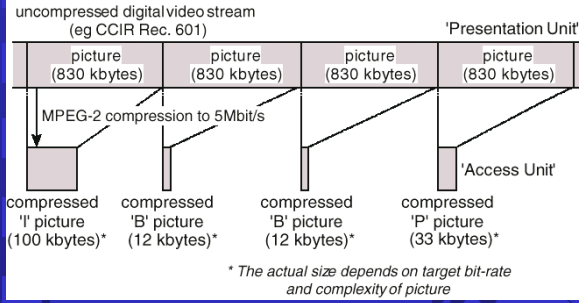 uncompressed digital video stream
(eg CCIR Rec. 601)
'Presentation Unit'
picture
(830 kbytes)
picture
(830 kbytes)
picture
(830 kbytes)
picture
(830 kbytes)
MPEG-2 compression to 5Mbit/s
'Access Unit'
compressed
'I' picture
(100 kbytes)*
compressed
'B' picture
(12 kbytes)*
compressed
'B' picture
(12 kbytes)*
compressed
'P' picture
(33 kbytes)*
* The actual size depends on target bit-rate
and complexity of picture